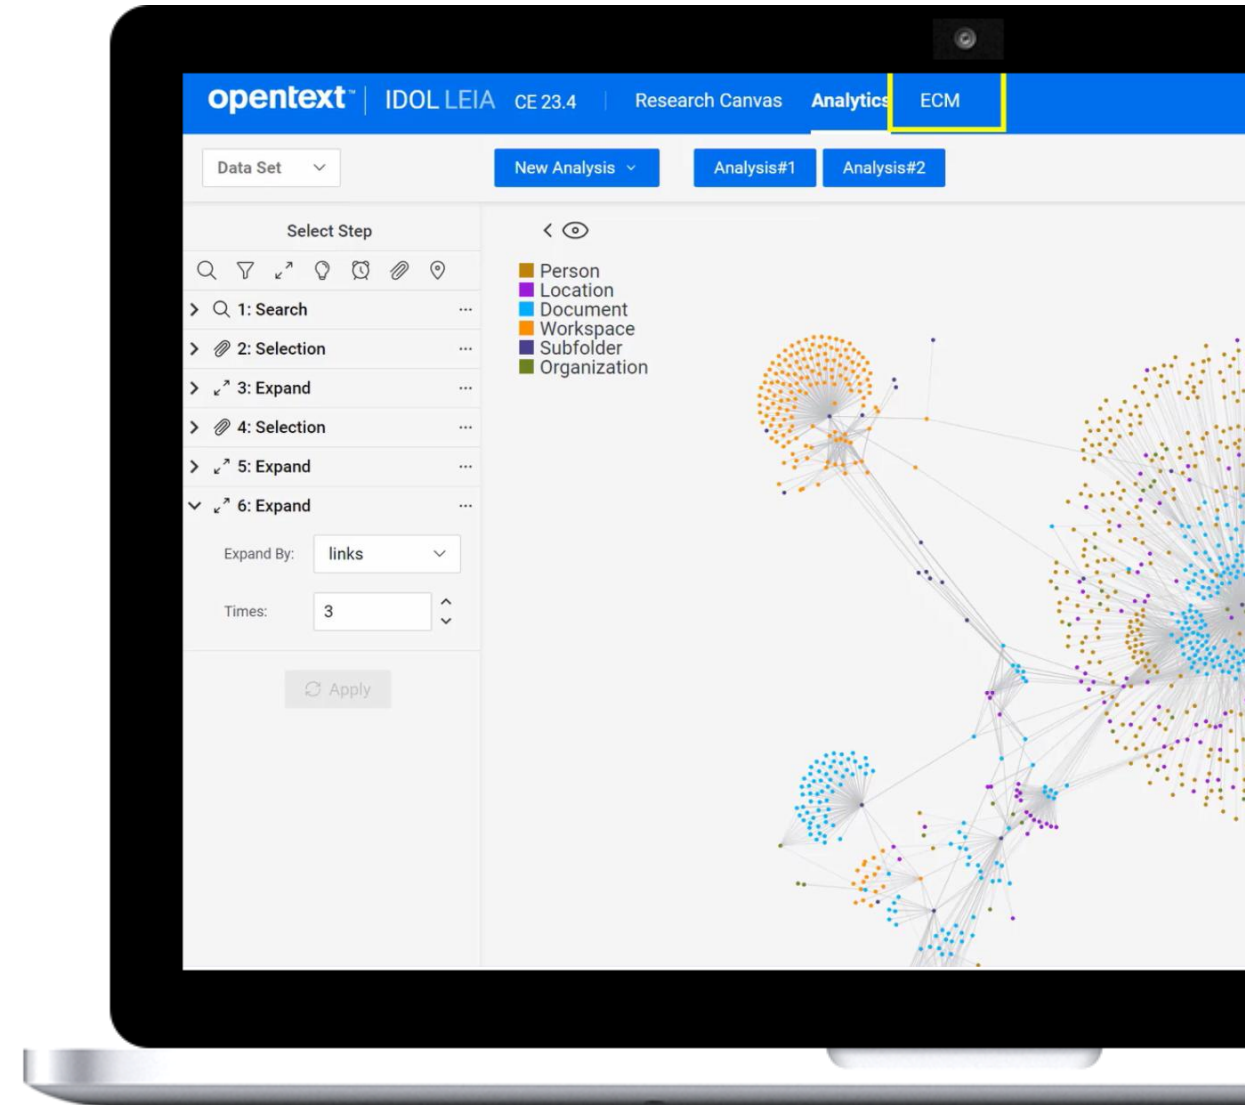 opentext™ | IDOL LEIA CE 23.4 | Research Canvas Analytics ECM
Data Set New Analysis Analysis#1 Analysis#2
Select Step
1: Search
2: Selection
3: Expand
4: Selection
5: Expand
6: Expand
Expand By: links
Times: 3
Apply
Person
Location
Document
Workspace
Subfolder
Organization